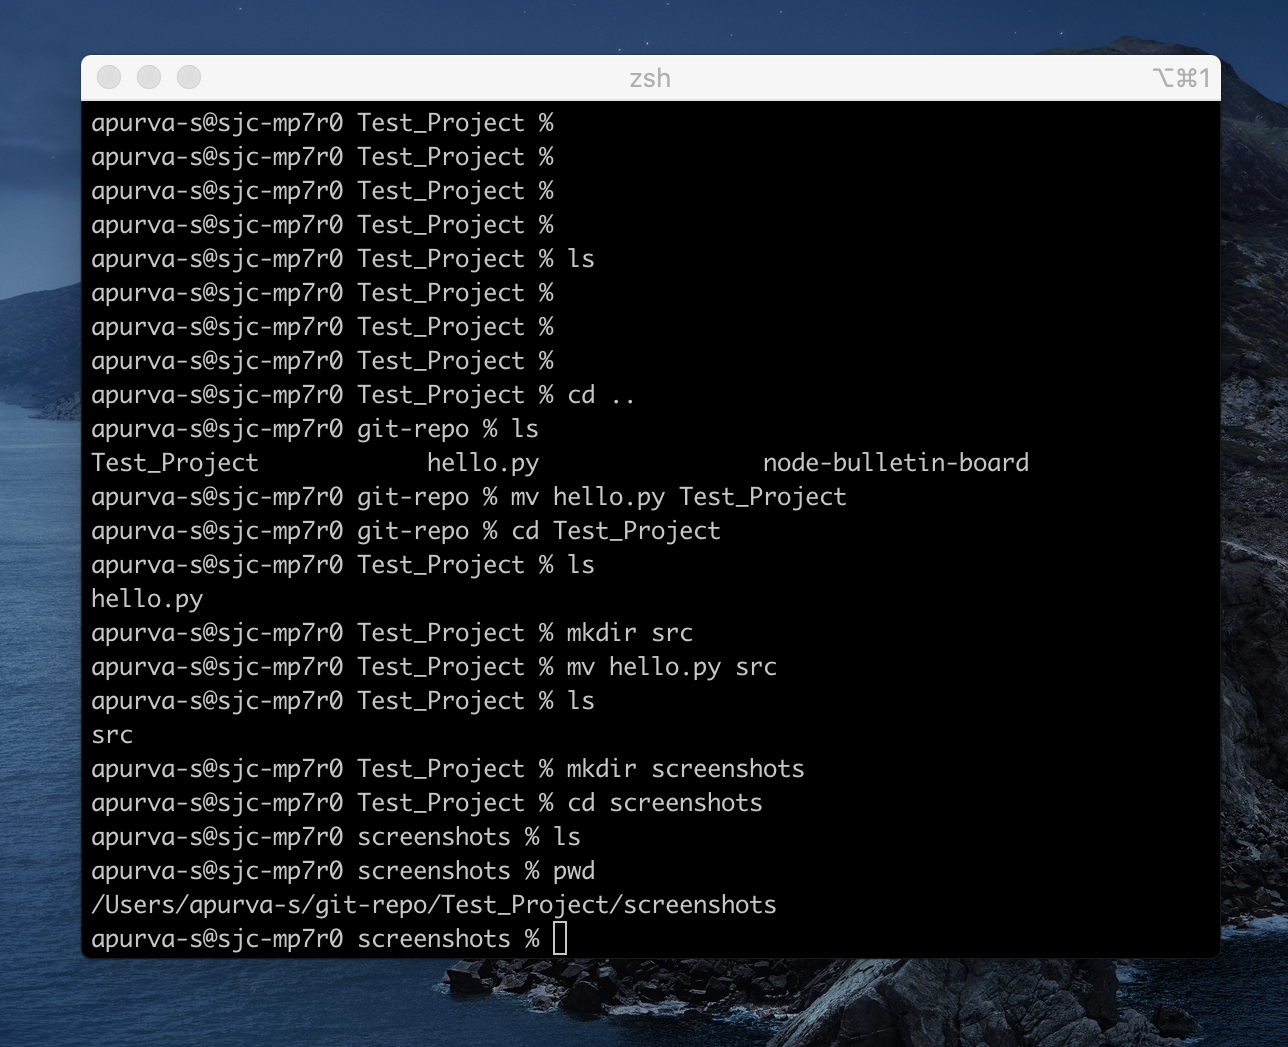 zsh
⌥⌘1
apurva-s@sjc-mp7r0 Test_Project %
apurva-s@sjc-mp7r0 Test_Project %
apurva-s@sjc-mp7r0 Test_Project %
apurva-s@sjc-mp7r0 Test_Project %
apurva-s@sjc-mp7r0 Test_Project % ls
apurva-s@sjc-mp7r0 Test_Project %
apurva-s@sjc-mp7r0 Test_Project %
apurva-s@sjc-mp7r0 Test_Project %
apurva-s@sjc-mp7r0 Test_Project % cd ..
apurva-s@sjc-mp7r0 git-repo % ls
Test_Project            hello.py                node-bulletin-board
apurva-s@sjc-mp7r0 git-repo % mv hello.py Test_Project
apurva-s@sjc-mp7r0 git-repo % cd Test_Project
apurva-s@sjc-mp7r0 Test_Project % ls
hello.py
apurva-s@sjc-mp7r0 Test_Project % mkdir src
apurva-s@sjc-mp7r0 Test_Project % mv hello.py src
apurva-s@sjc-mp7r0 Test_Project % ls
src
apurva-s@sjc-mp7r0 Test_Project % mkdir screenshots
apurva-s@sjc-mp7r0 Test_Project % cd screenshots
apurva-s@sjc-mp7r0 screenshots % ls
apurva-s@sjc-mp7r0 screenshots % pwd
/Users/apurva-s/git-repo/Test_Project/screenshots
apurva-s@sjc-mp7r0 screenshots %